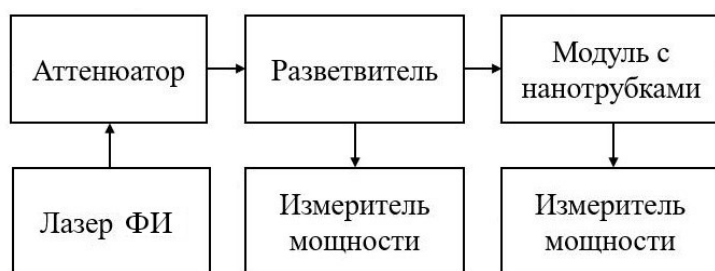 Аттенюатор
Разветвитель
Модуль с
нанотрубками
Лазер ФИ
Измеритель
мощности
Измеритель
мощности